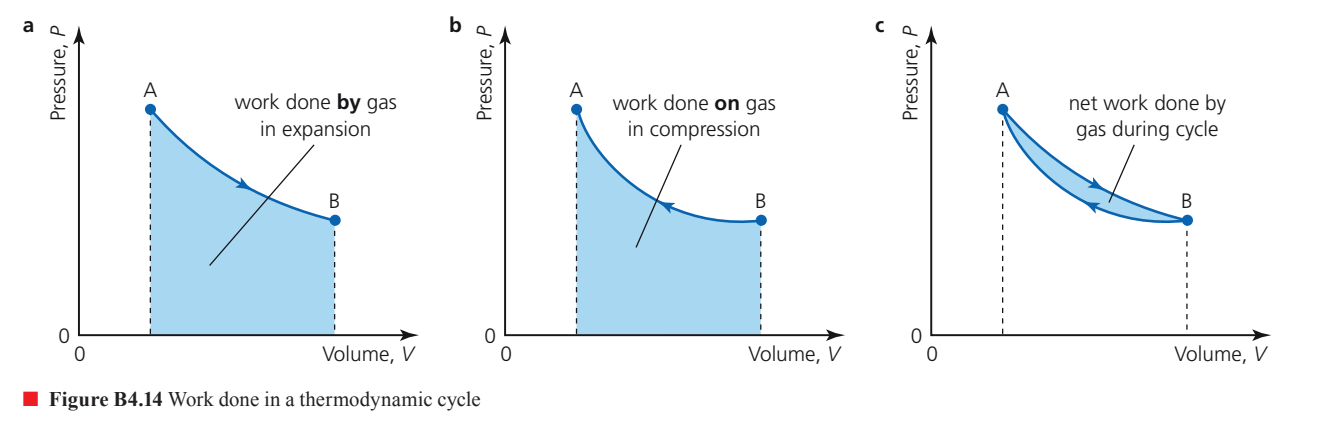 a
Pressure, P
A
work done by gas
in expansion
B
0
0
Volume, V
b
Pressure, P
A
work done on gas
in compression
B
0
0
Volume, V
c
Pressure, P
A
net work done by
gas during cycle
B
0
0
Volume, V
Figure B4.14 Work done in a thermodynamic cycle